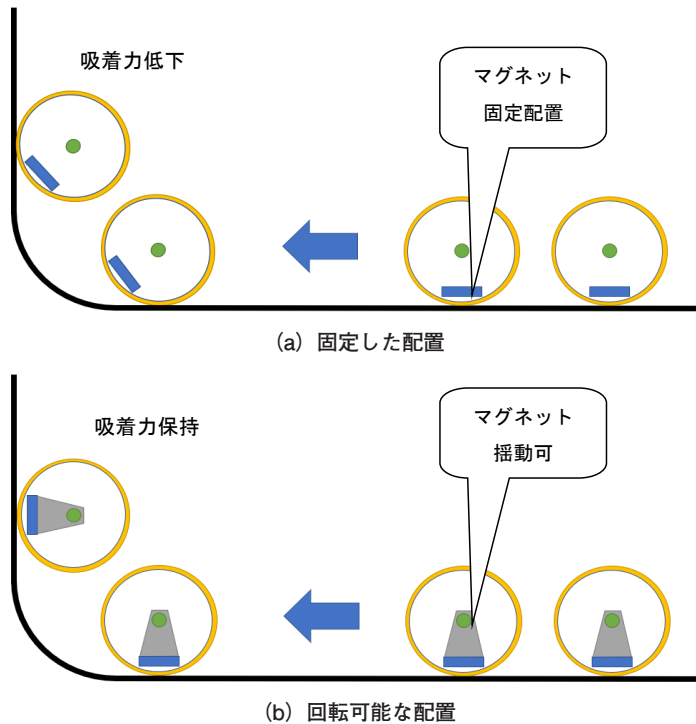 吸着力低下
マグネット
固定配置
(a) 固定した配置
吸着力保持
マグネット
揺動可
(b) 回転可能な配置